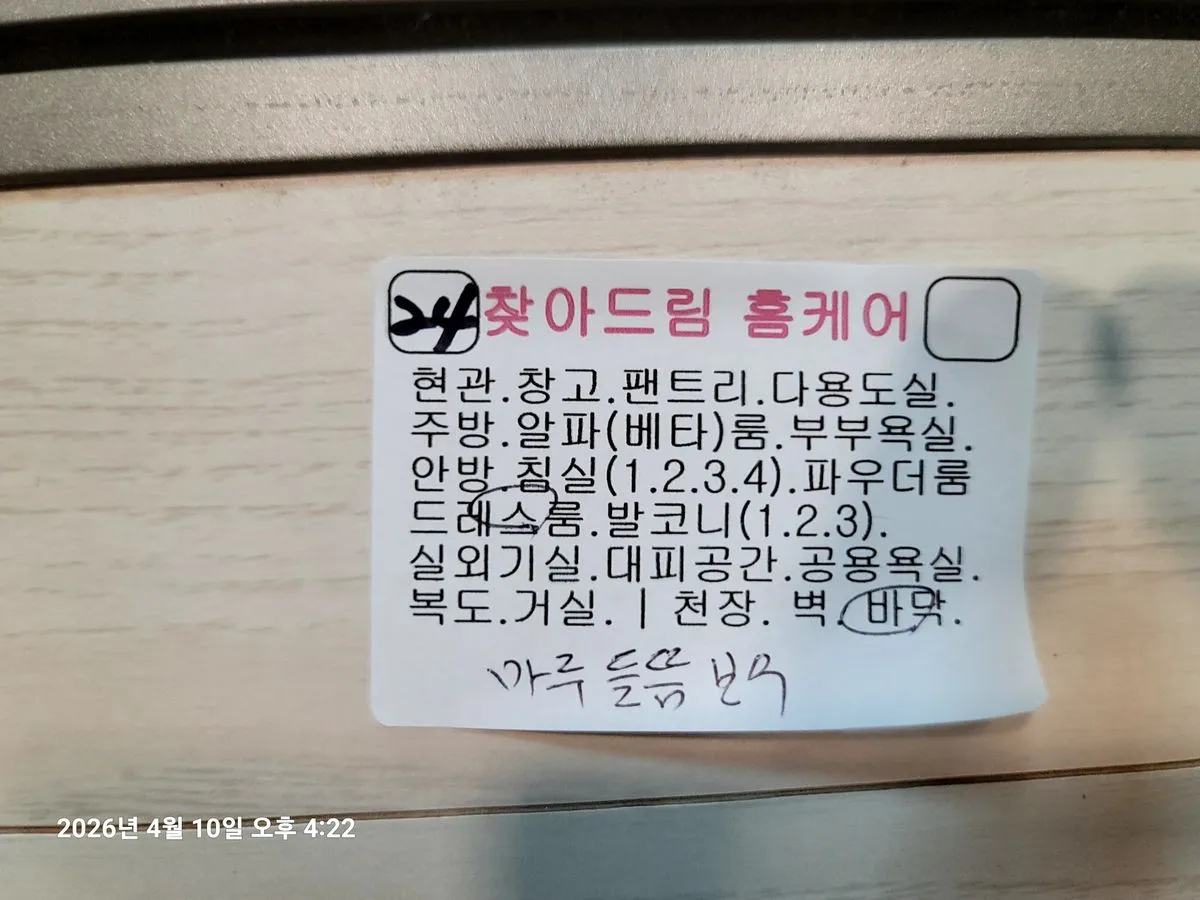 24 찾아드림 홈케어
현관.창고.팬트리.다용도실.
주방.알파(베타)룸.부부욕실.
안방.침실(1.2.3.4).파우더룸
드레스룸.발코니(1.2.3).
실외기실.대피공간.공용욕실.
복도.거실. | 천장. 벽. 바닥.
마루 들뜸 보수
2026년 4월 10일 오후 4:22